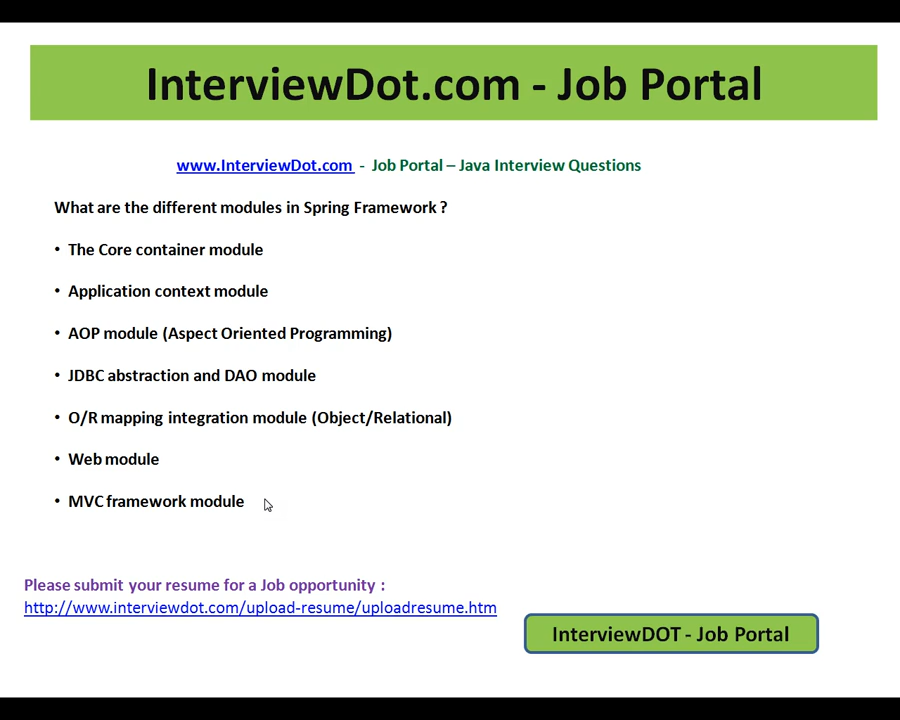 InterviewDot.com - Job Portal
www.InterviewDot.com - Job Portal – Java Interview Questions
What are the different modules in Spring Framework ?
• The Core container module
• Application context module
• AOP module (Aspect Oriented Programming)
• JDBC abstraction and DAO module
• O/R mapping integration module (Object/Relational)
• Web module
• MVC framework module
Please submit your resume for a Job opportunity :
http://www.interviewdot.com/upload-resume/uploadresume.htm
InterviewDOT - Job Portal